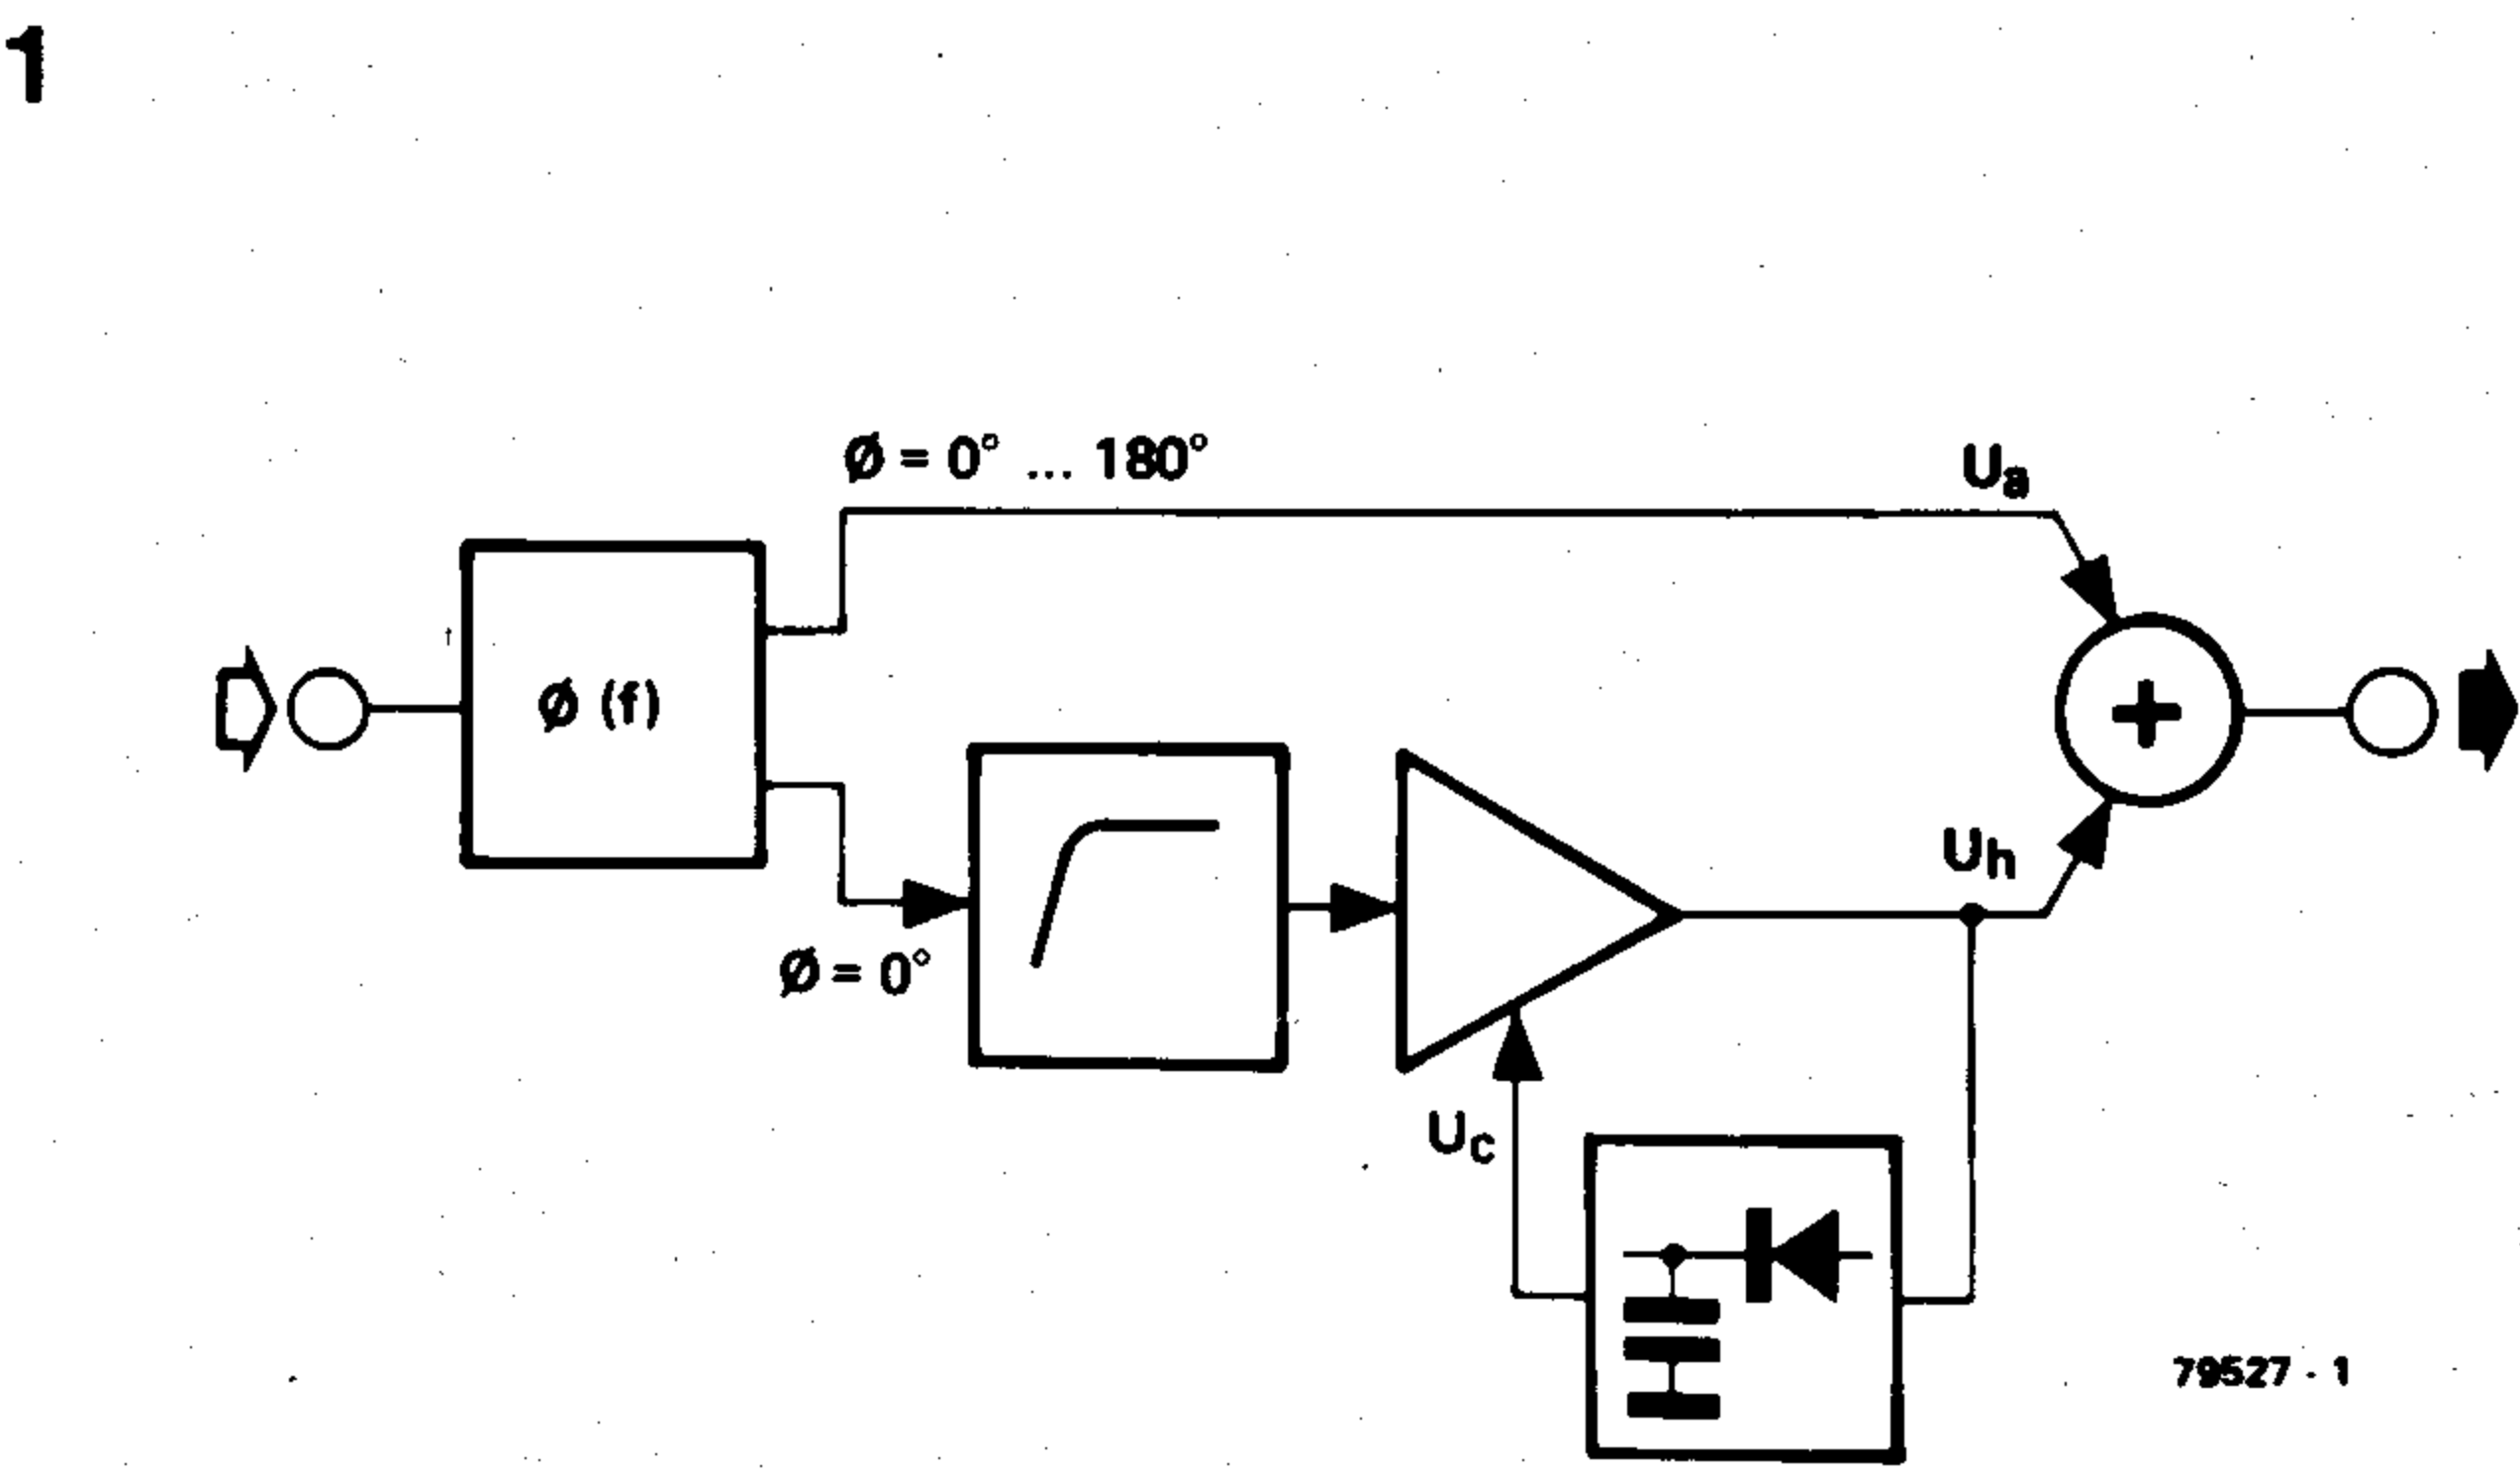 1
Ø = 0° ... 180°
Ua
Ø (f)
Uh
Ø = 0°
Uc
79527 - 1